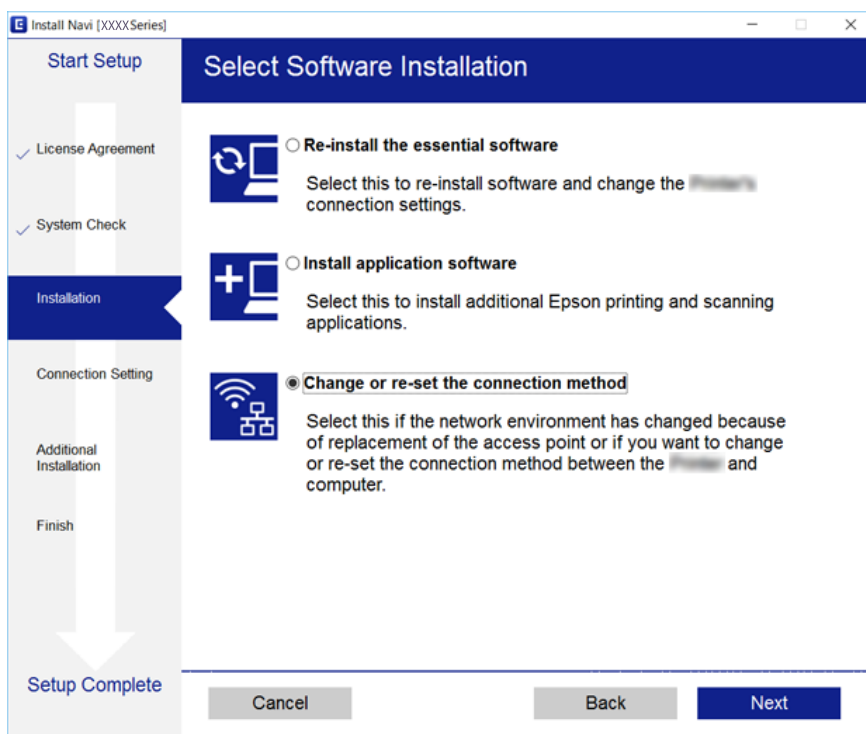 Install Navi [XXXXSeries]
Start Setup
License Agreement
System Check
Installation
Connection Setting
Additional
Installation
Finish
Setup Complete
Select Software Installation
Re-install the essential software
Select this to re-install software and change the
connection settings.
Install application software
Select this to install additional Epson printing and scanning
applications.
Change or re-set the connection method
Select this if the network environment has changed because
of replacement of the access point or if you want to change
or re-set the connection method between the and
computer.
Cancel
Back
Next